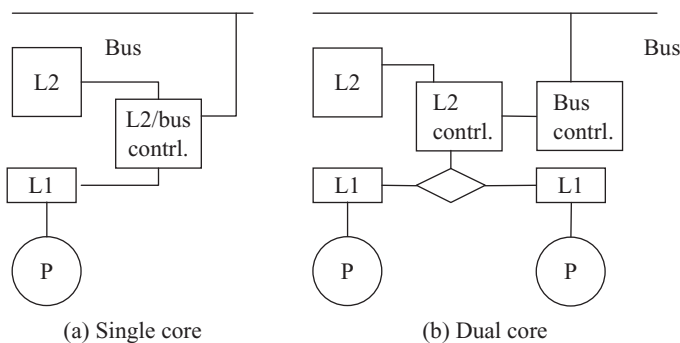 Bus
L2
L2/bus
contrl.
L1
P
(a) Single core
Bus
L2
L2
contrl.
Bus
contrl.
L1
L1
P
P
(b) Dual core